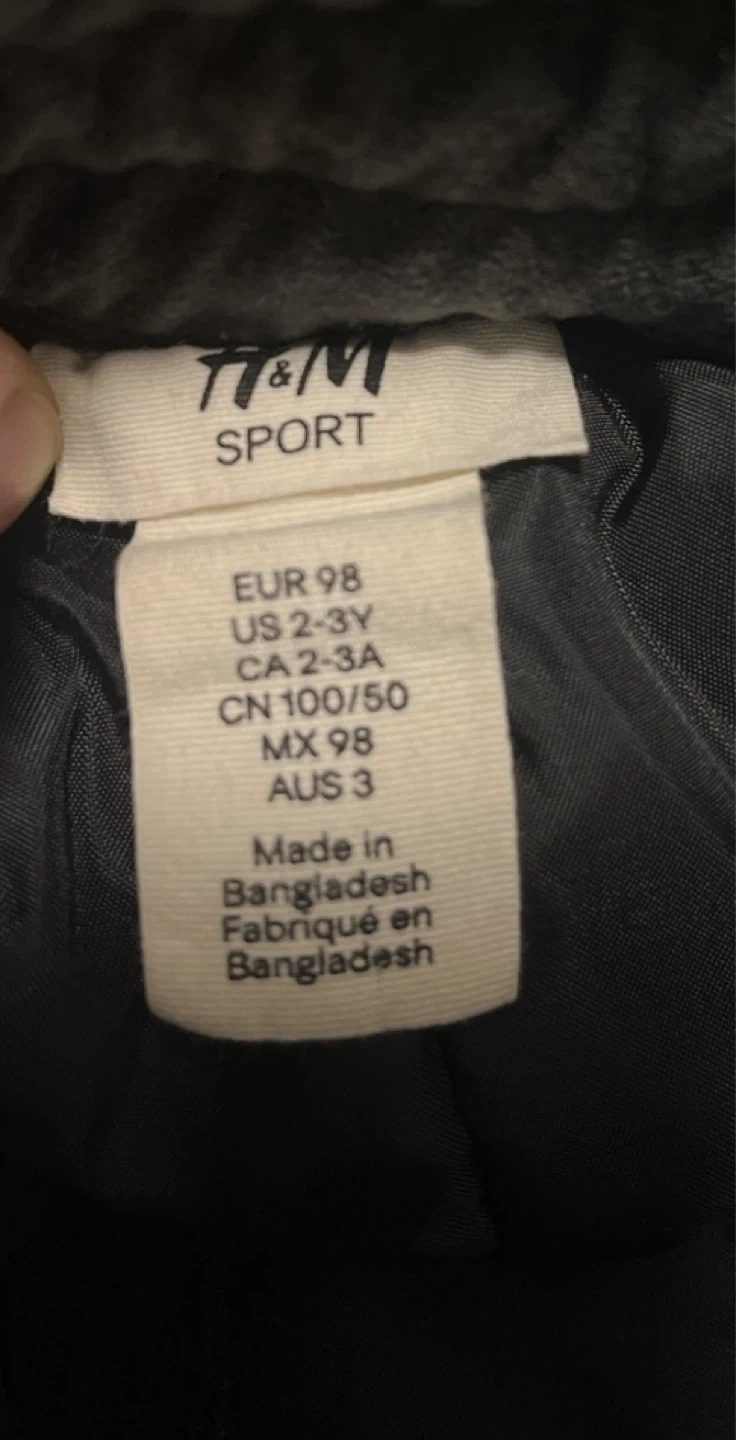 H&M
SPORT
EUR 98
US 2-3Y
CA 2-3A
CN 100/50
MX 98
AUS 3
Made in
Bangladesh
Fabriqué en
Bangladesh